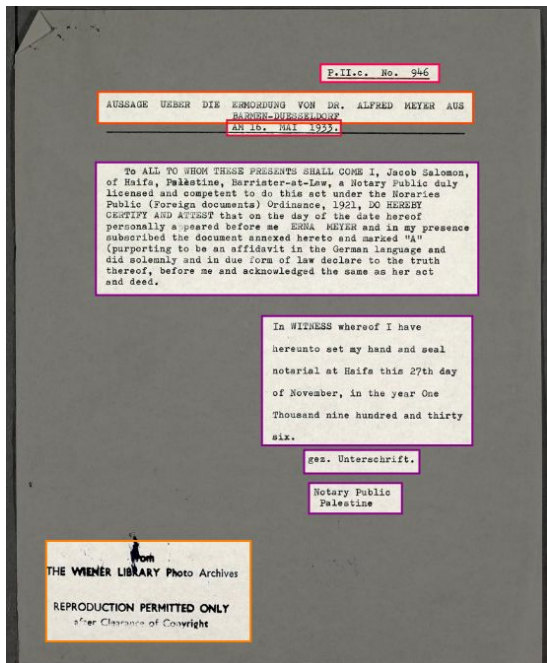 P.II.c. No. 946
AUSSAGE UEBER DIE ERMORDUNG VON DR. ALFRED MEYER AUS
BARMEN-DUESSELDORF
AM 16. MAI 1933.
To ALL TO WHOM THESE PRESENTS SHALL COME I, Jacob Salomon,
of Haifa, Palestine, Barrister-at-Law, a Notary Public duly
licensed and competent to do this act under the Noraries
Public (Foreign documents) Ordinance, 1921, DO HEREBY
CERTIFY AND ATTEST that on the day of the date hereof
personally appeared before me ERNA MEYER and in my presence
subscribed the document annexed hereto and marked "A"
(purporting to be an affidavit in the German language and
did solemnly and in due form of law declare to the truth
thereof, before me and acknowledged the same as her act
and deed.
In WITNESS whereof I have
hereunto set my hand and seal
notarial at Haifa this 27th day
of November, in the year One
Thousand nine hundred and thirty
six.
gez. Unterschrift.
Notary Public
Palestine
From
THE WIENER LIBRARY Photo Archives
REPRODUCTION PERMITTED ONLY
after Clearance of Copyright